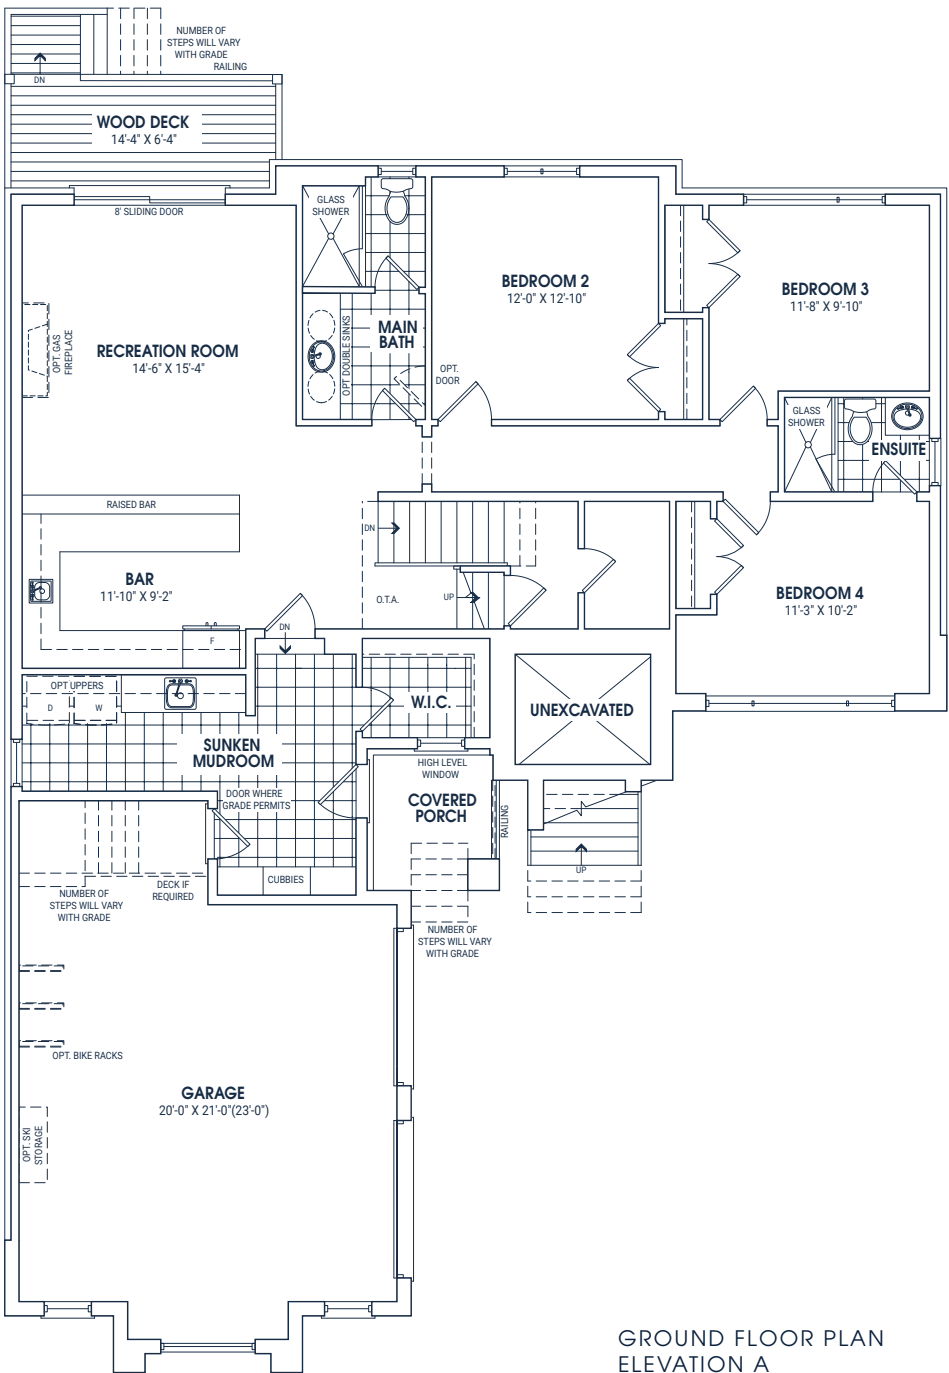 NUMBER OF
STEPS WILL VARY
WITH GRADE
RAILING
DN
WOOD DECK
14'-4" X 6'-4"
8' SLIDING DOOR
GLASS
SHOWER
BEDROOM 2
12'-0" X 12'-10"
BEDROOM 3
11'-8" X 9'-10"
OPT. GAS
FIREPLACE
RECREATION ROOM
14'-6" X 15'-4"
OPT DOUBLE SINKS
MAIN
BATH
OPT.
DOOR
GLASS
SHOWER
ENSUITE
RAISED BAR
DN
BAR
11'-10" X 9'-2"
O.T.A.
UP
BEDROOM 4
11'-3" X 10'-2"
F
DN
OPT UPPERS
D
W
W.I.C.
UNEXCAVATED
SUNKEN
MUDROOM
HIGH LEVEL
WINDOW
DOOR WHERE
GRADE PERMITS
COVERED
PORCH
RAILING
UP
CUBBIES
DECK IF
REQUIRED
NUMBER OF
STEPS WILL VARY
WITH GRADE
NUMBER OF
STEPS WILL VARY
WITH GRADE
OPT. BIKE RACKS
GARAGE
20'-0" X 21'-0"(23'-0")
OPT. SKI
STORAGE
GROUND FLOOR PLAN
ELEVATION A